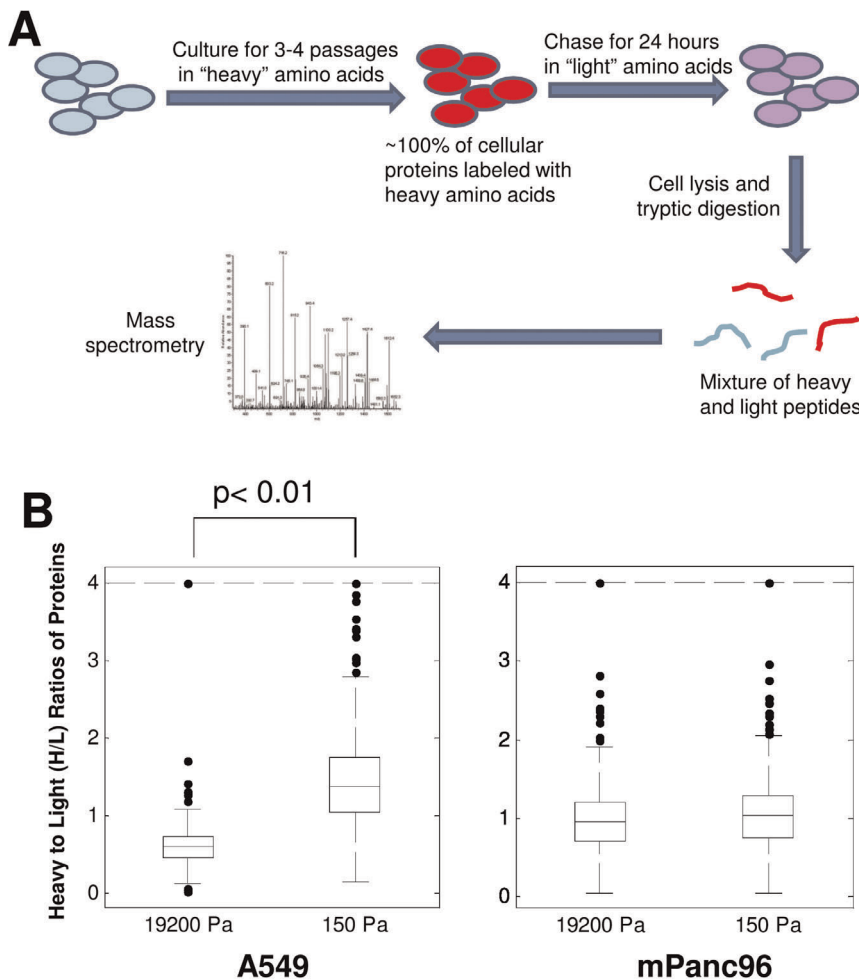 A
Culture for 3-4 passages
in “heavy” amino acids
Chase for 24 hours
in “light” amino acids
~100% of cellular
proteins labeled with
heavy amino acids
Cell lysis and
tryptic digestion
Mass
spectrometry
Mixture of heavy
and light peptides
B
p< 0.01
Heavy to Light (H/L) Ratios of Proteins
4
3
2
1
0
19200 Pa
150 Pa
A549
4
3
2
1
0
19200 Pa
150 Pa
mPanc96